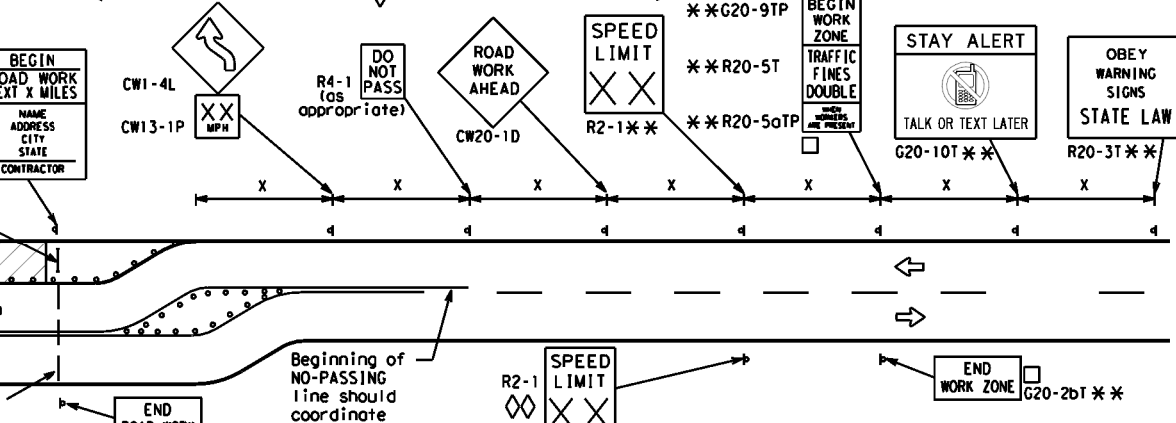 BEGIN
ROAD WORK
NEXT X MILES
NAME
ADDRESS
CITY
STATE
CONTRACTOR
CW1-4L
XX
MPH
CW13-1P
DO
NOT
PASS
R4-1
(as
appropriate)
ROAD
WORK
AHEAD
CW20-1D
SPEED
LIMIT
XX
R2-1**
**G20-9TP
BEGIN
WORK
ZONE
**R20-5T
TRAFFIC
FINES
DOUBLE
**R20-5aTP
WHEN
WORKERS
ARE PRESENT
STAY ALERT
TALK OR TEXT LATER
G20-10T **
OBEY
WARNING
SIGNS
STATE LAW
R20-3T **
X X X X X X X
Beginning of
NO-PASSING
line should
coordinate
R2-1
SPEED
LIMIT
XX
END
WORK ZONE
G20-2bT **
END
ROAD WORK